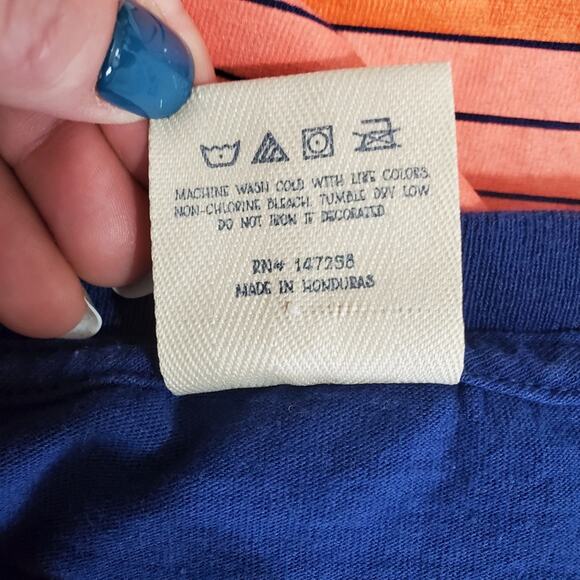 MACHINE WASH COLD WITH LIKE COLORS.
NON-CHLORINE BLEACH. TUMBLE DRY LOW
DO NOT IRON IF DECORATED
RN# 147258
MADE IN HONDURAS